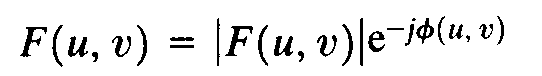 F(u, v) = |F(u, v)|e^{-jϕ(u, v)}